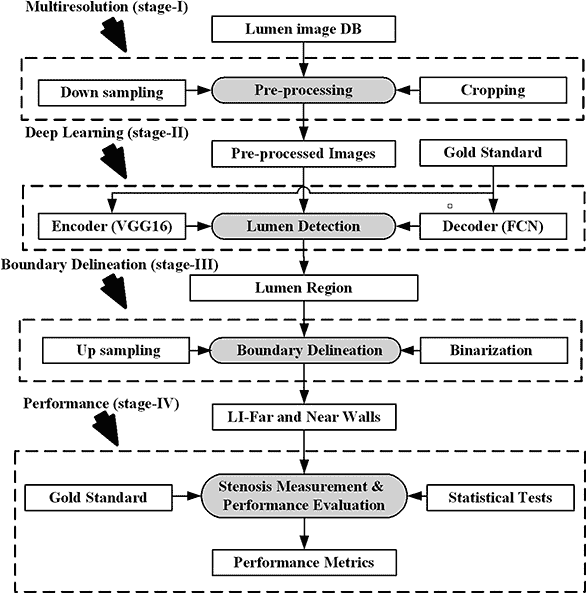 Multiresolution (stage-I)
Lumen image DB
Down sampling
Pre-processing
Cropping
Deep Learning (stage-II)
Pre-processed Images
Gold Standard
Encoder (VGG16)
Lumen Detection
Decoder (FCN)
Boundary Delineation (stage-III)
Lumen Region
Up sampling
Boundary Delineation
Binarization
Performance (stage-IV)
LI-Far and Near Walls
Gold Standard
Stenosis Measurement &
Performance Evaluation
Statistical Tests
Performance Metrics